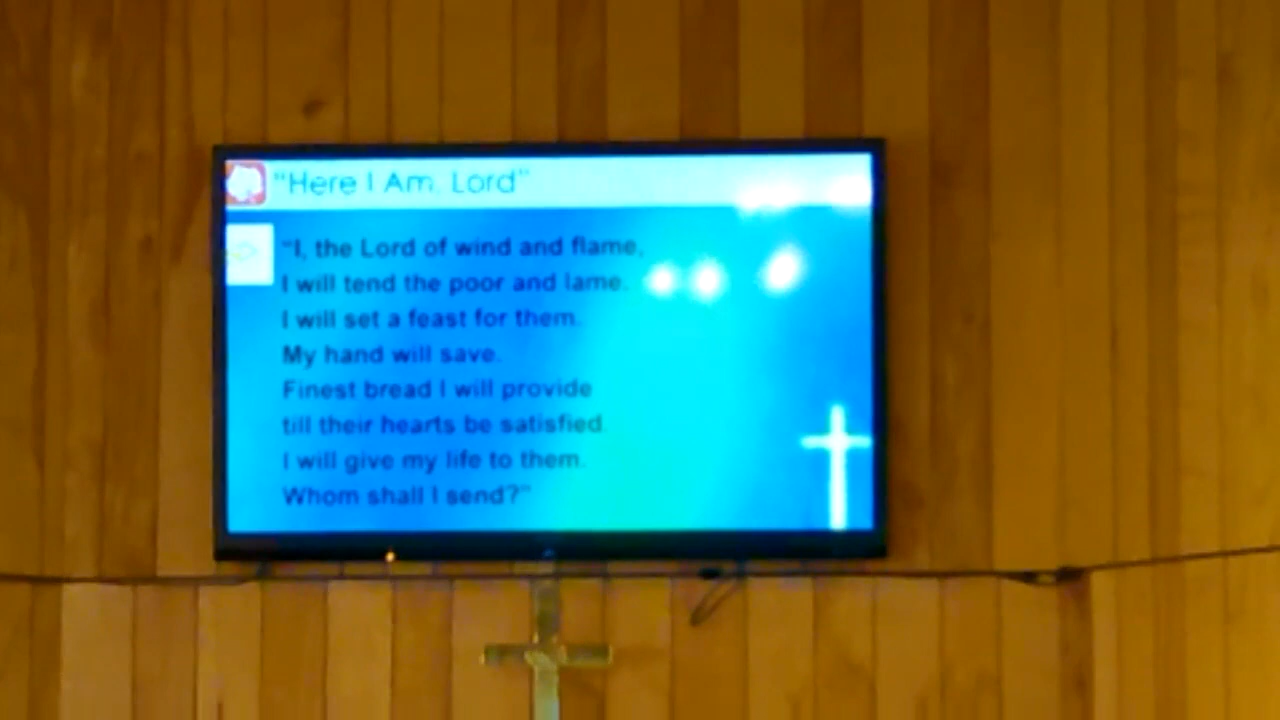 "Here I Am, Lord"
"I, the Lord of wind and flame,
I will tend the poor and lame.
I will set a feast for them.
My hand will save.
Finest bread I will provide
till their hearts be satisfied.
I will give my life to them.
Whom shall I send?"